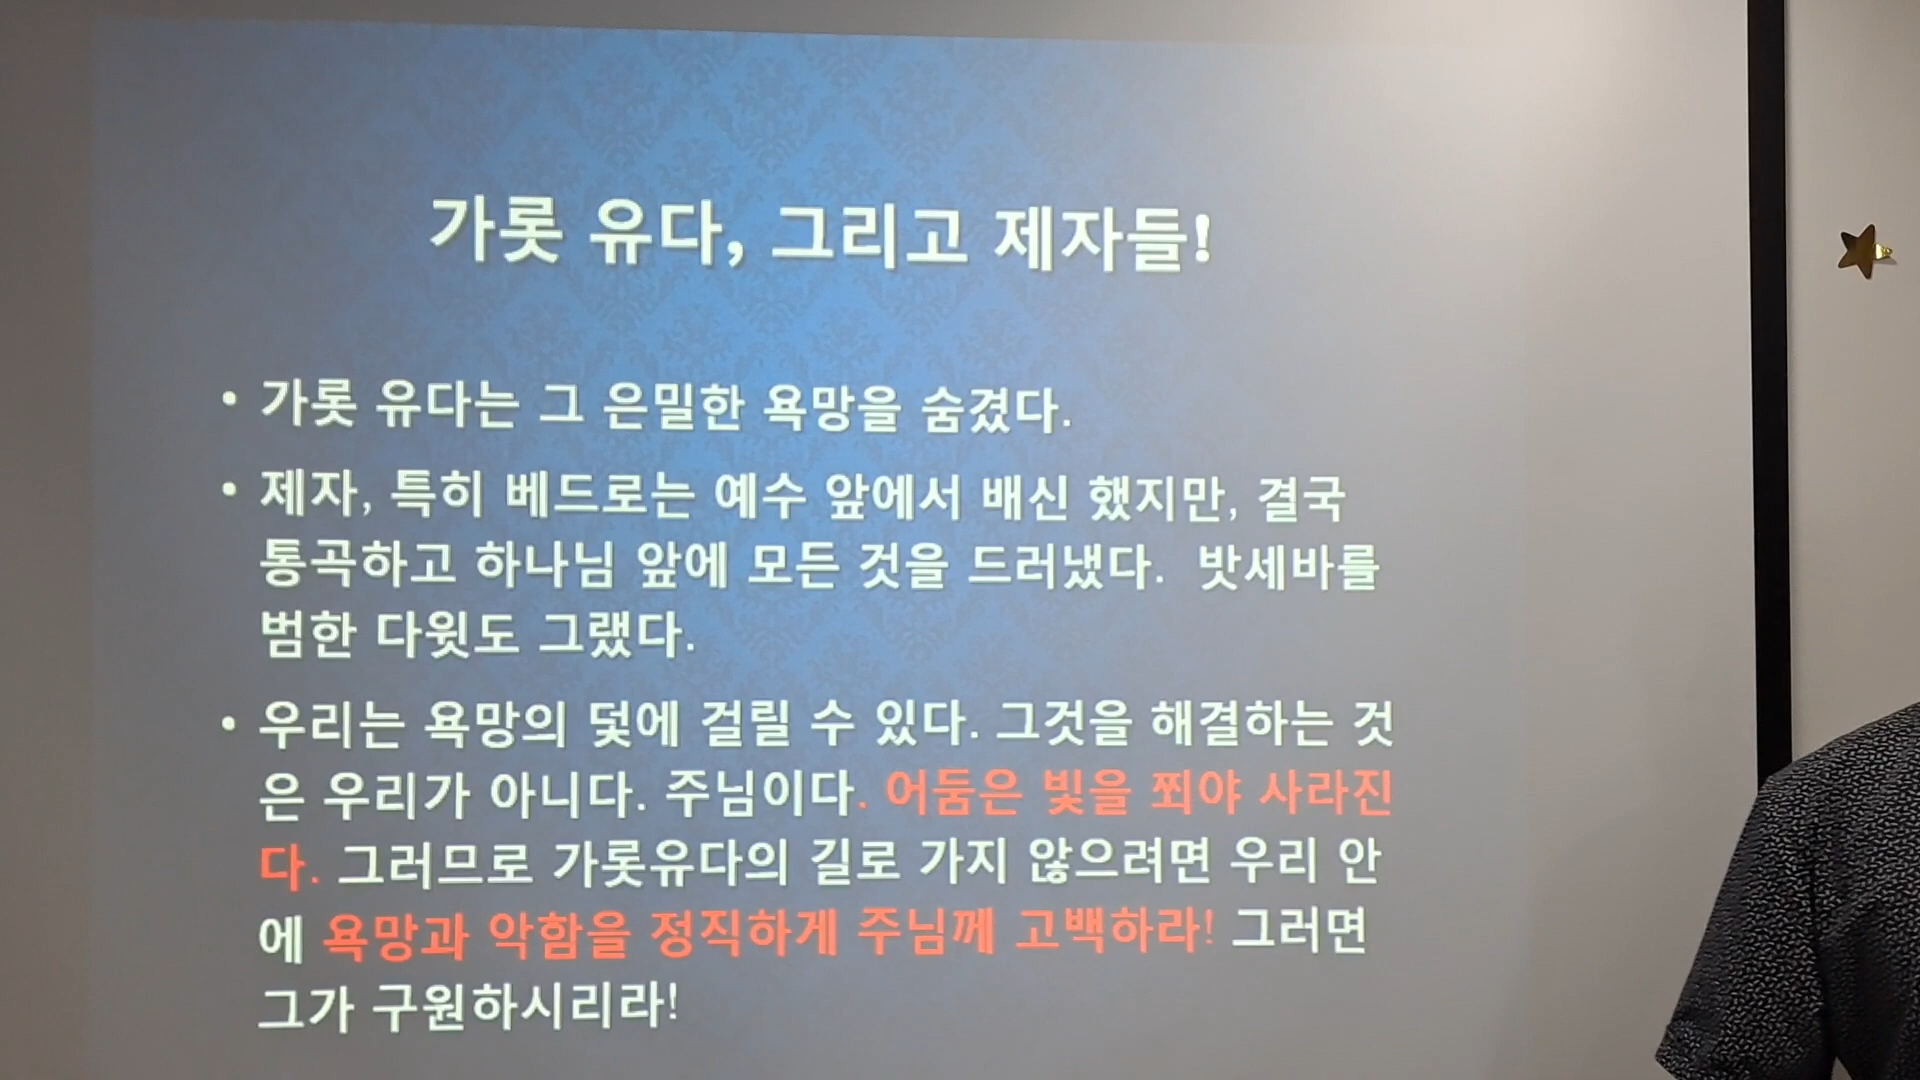 가롯 유다, 그리고 제자들!
• 가롯 유다는 그 은밀한 욕망을 숨겼다.
• 제자, 특히 베드로는 예수 앞에서 배신 했지만, 결국
통곡하고 하나님 앞에 모든 것을 드러냈다. 밧세바를
범한 다윗도 그랬다.
• 우리는 욕망의 덫에 걸릴 수 있다. 그것을 해결하는 것
은 우리가 아니다. 주님이다. 어둠은 빛을 쬐야 사라진
다. 그러므로 가롯유다의 길로 가지 않으려면 우리 안
에 욕망과 악함을 정직하게 주님께 고백하라! 그러면
그가 구원하시리라!